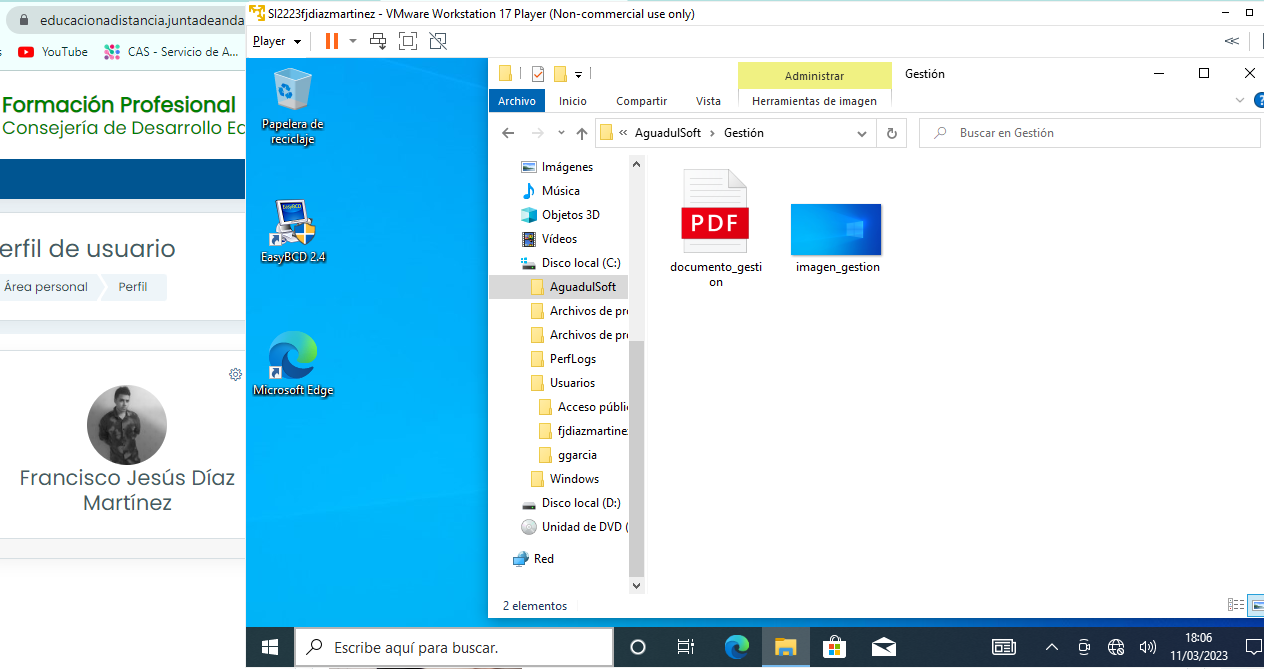 educacionadistancia.juntadeanda
YouTube
CAS - Servicio de A...
Formación Profesional
Consejería de Desarrollo Ec
erfil de usuario
Área personal
Perfil
Francisco Jesús Díaz
Martínez
SI2223fjdiazmartinez - VMware Workstation 17 Player (Non-commercial use only)
Player
Papelera de
reciclaje
EasyBCD 2.4
Microsoft Edge
Administrar
Gestión
Archivo
Inicio
Compartir
Vista
Herramientas de imagen
« AguadulSoft > Gestión
Buscar en Gestión
Imágenes
Música
Objetos 3D
Vídeos
Disco local (C:)
AguadulSoft
Archivos de pr
Archivos de pr
PerfLogs
Usuarios
Acceso públi
fjdiazmartine
ggarcia
Windows
Disco local (D:)
Unidad de DVD (
Red
PDF
documento_gesti
on
imagen_gestion
2 elementos
Escribe aquí para buscar.
18:06
11/03/2023